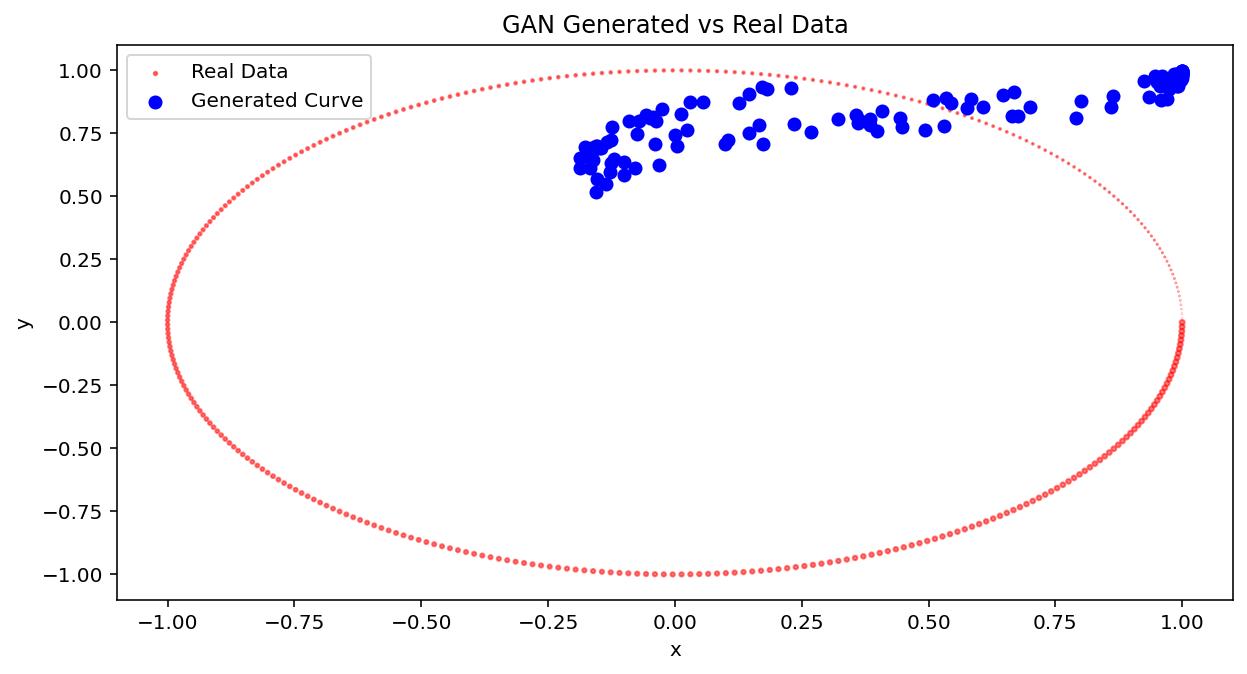 GAN Generated vs Real Data
Real Data
Generated Curve
1.00
0.75
0.50
0.25
0.00
−0.25
−0.50
−0.75
−1.00
y
−1.00 −0.75 −0.50 −0.25 0.00 0.25 0.50 0.75 1.00
x